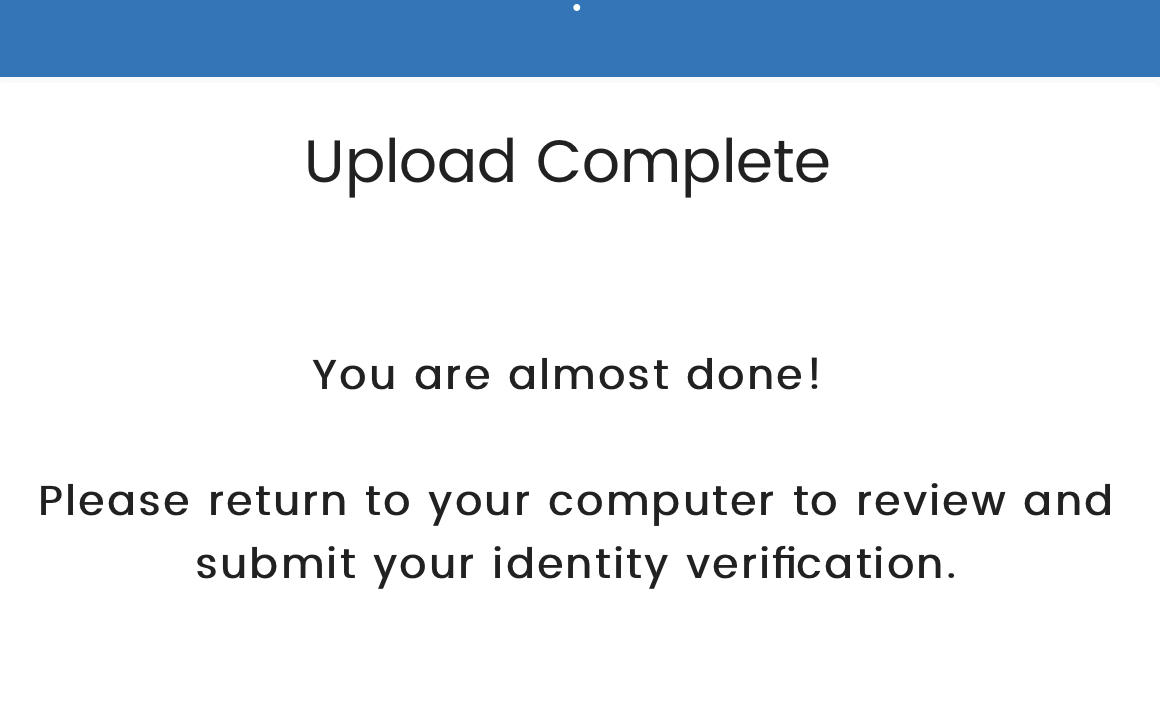 Upload Complete
You are almost done!
Please return to your computer to review and
submit your identity verification.